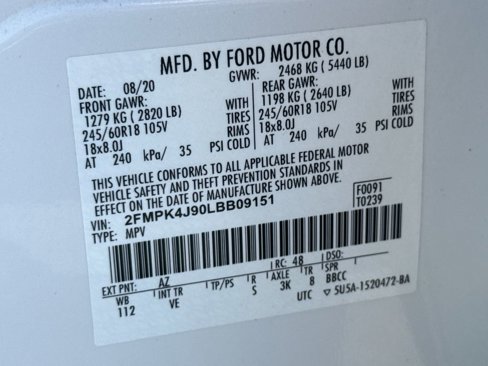 MFD. BY FORD MOTOR CO.
DATE: 08/20 GVWR: 2468 KG ( 5440 LB)
FRONT GAWR: REAR GAWR:
1279 KG ( 2820 LB) WITH 1198 KG ( 2640 LB) WITH
245/60R18 105V TIRES 245/60R18 105V TIRES
18x8.0J RIMS 18x8.0J RIMS
AT 240 kPa/ 35 PSI COLD AT 240 kPa/ 35 PSI COLD
THIS VEHICLE CONFORMS TO ALL APPLICABLE FEDERAL MOTOR
VEHICLE SAFETY AND THEFT PREVENTION STANDARDS IN
EFFECT ON THE DATE OF MANUFACTURE SHOWN ABOVE.
VIN: 2FMPK4J90LBB09151 F0091
TYPE: MPV T0239
EXT PNT: AZ RC: 48 DSO:
WB INT TR TP/PS R AXLE TR SPR
112 VE S 3K 8 BBCC
UTC 5U5A-1520472-BA